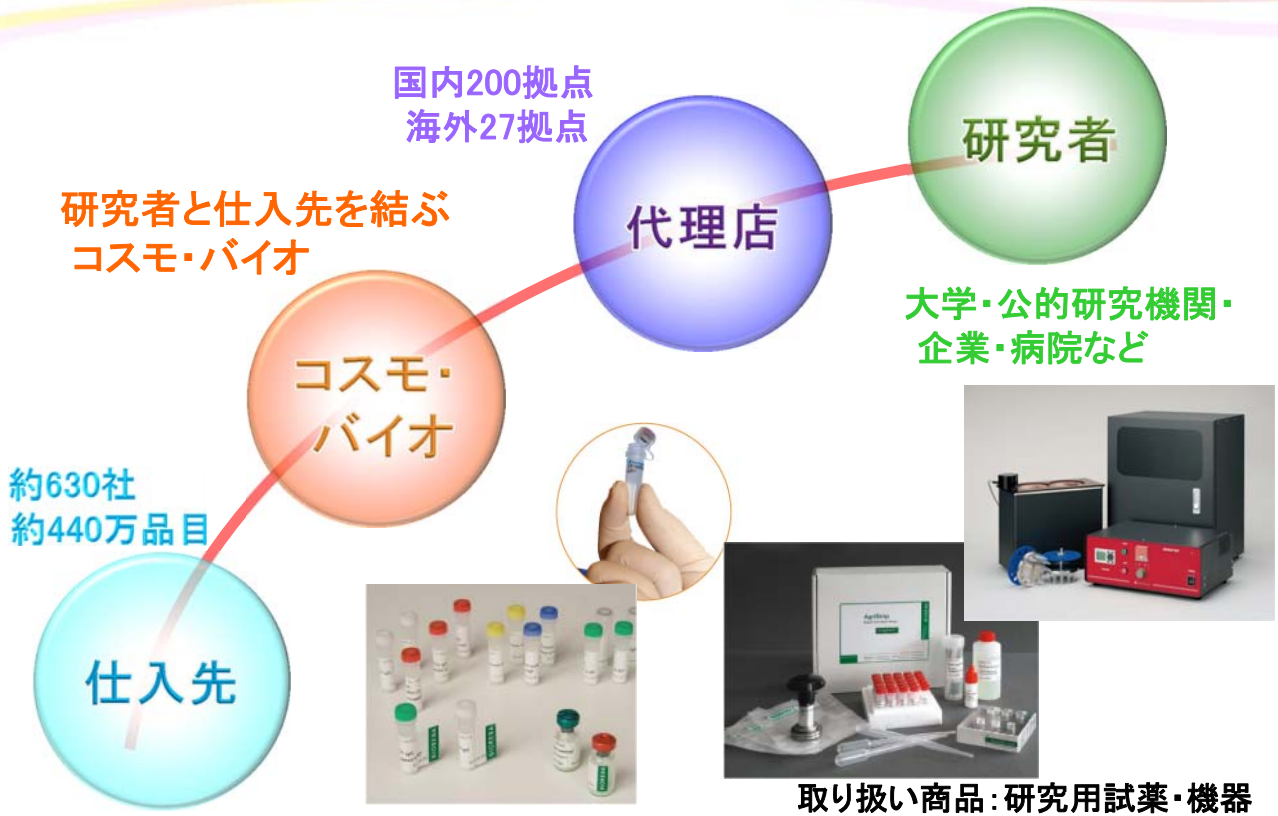 国内200拠点
海外27拠点
研究者
研究者と仕入先を結ぶ
コスモ・バイオ
代理店
大学・公的研究機関・
企業・病院など
コスモ・
バイオ
約630社
約440万品目
仕入先
AgriStrip
BIOREBA
BIOREBA
取り扱い商品：研究用試薬・機器